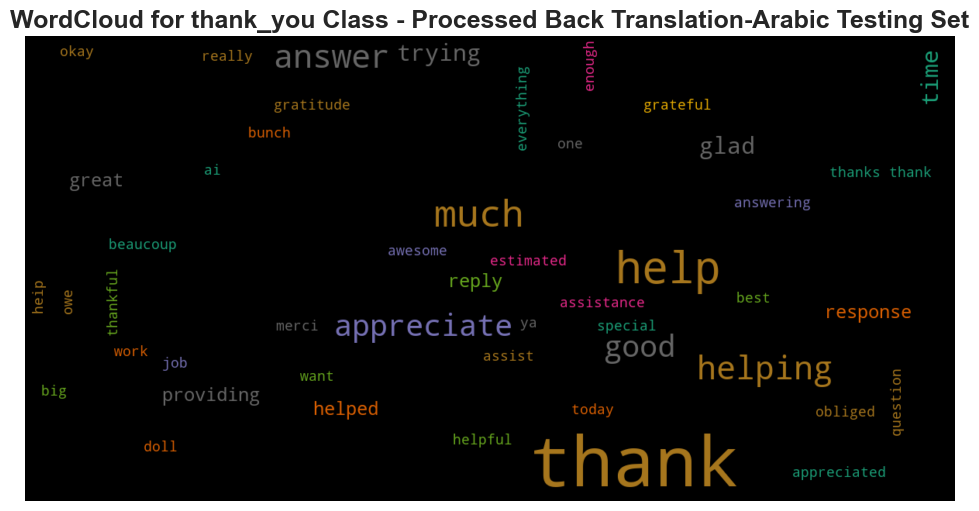 WordCloud for thank_you Class - Processed Back Translation-Arabic Testing Set
okay
really
answer
trying
enough
time
everything
gratitude
grateful
bunch
one
glad
ai
great
thanks thank
answering
much
beaucoup
awesome
estimated
help
reply
heip
owe
thankful
assistance
best
response
merci
appreciate
ya
special
good
work
job
assist
helping
want
big
providing
question
helped
today
obliged
doll
helpful
thank
appreciated